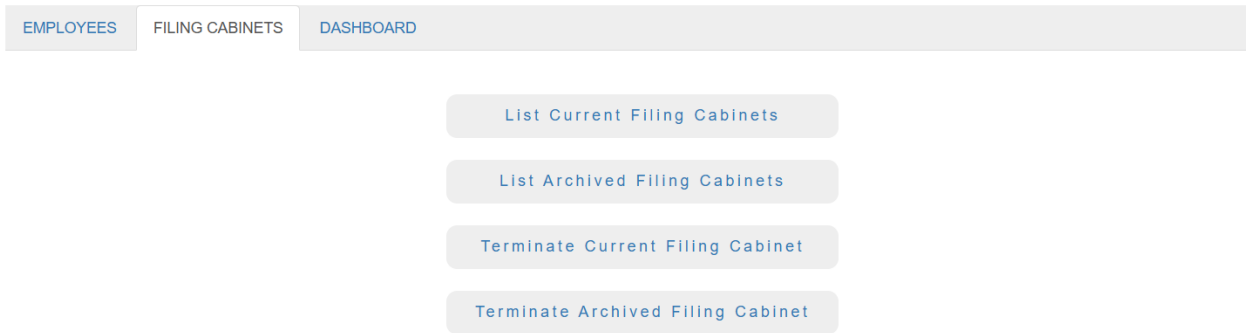 EMPLOYEES FILING CABINETS DASHBOARD
List Current Filing Cabinets
List Archived Filing Cabinets
Terminate Current Filing Cabinet
Terminate Archived Filing Cabinet